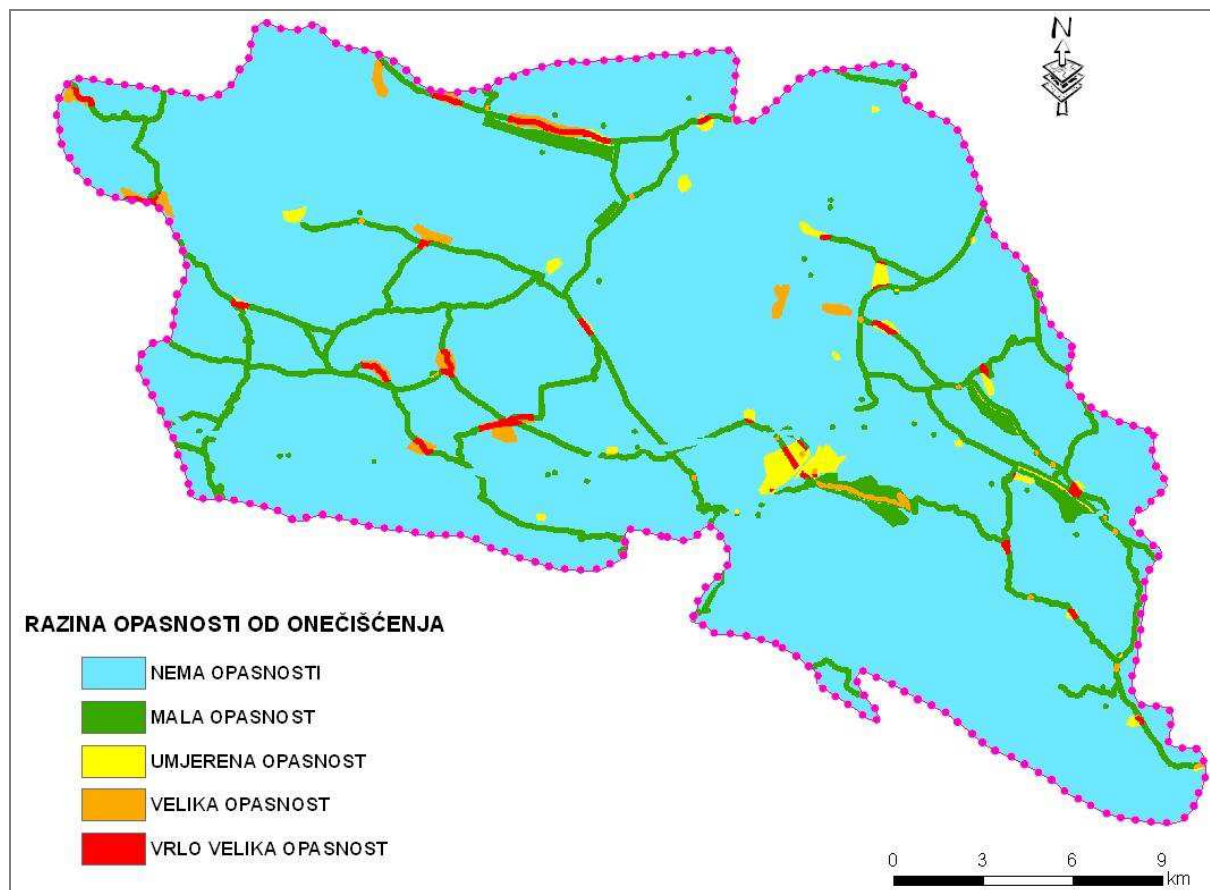 N
RAZINA OPASNOSTI OD ONEČIŠĆENJA
NEMA OPASNOSTI
MALA OPASNOST
UMJERENA OPASNOST
VELIKA OPASNOST
VRLO VELIKA OPASNOST
0 3 6 9
km